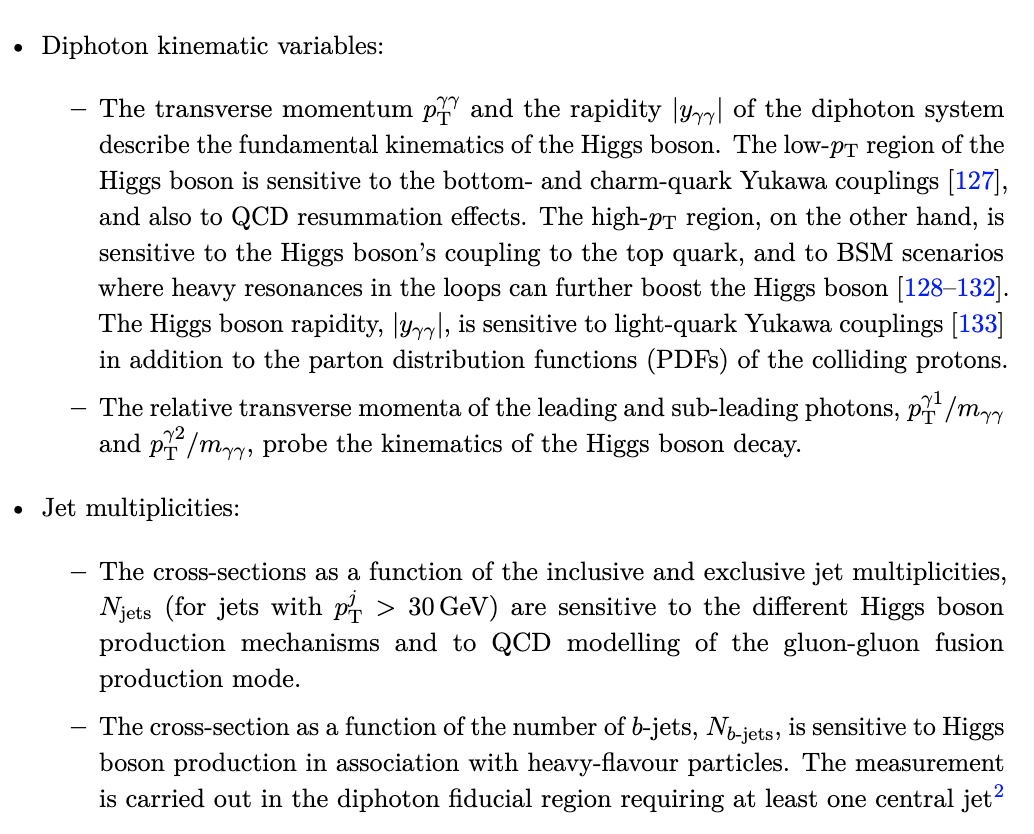 • Diphoton kinematic variables:
– The transverse momentum $p_{\mathrm{T}}^{\gamma\gamma}$ and the rapidity $|y_{\gamma\gamma}|$ of the diphoton system
describe the fundamental kinematics of the Higgs boson. The low-$p_{\mathrm{T}}$ region of the
Higgs boson is sensitive to the bottom- and charm-quark Yukawa couplings [127],
and also to QCD resummation effects. The high-$p_{\mathrm{T}}$ region, on the other hand, is
sensitive to the Higgs boson's coupling to the top quark, and to BSM scenarios
where heavy resonances in the loops can further boost the Higgs boson [128–132].
The Higgs boson rapidity, $|y_{\gamma\gamma}|$, is sensitive to light-quark Yukawa couplings [133]
in addition to the parton distribution functions (PDFs) of the colliding protons.
– The relative transverse momenta of the leading and sub-leading photons, $p_{\mathrm{T}}^{\gamma 1}/m_{\gamma\gamma}$
and $p_{\mathrm{T}}^{\gamma 2}/m_{\gamma\gamma}$, probe the kinematics of the Higgs boson decay.
• Jet multiplicities:
– The cross-sections as a function of the inclusive and exclusive jet multiplicities,
$N_{\mathrm{jets}}$ (for jets with $p_{\mathrm{T}}^{j}$ > 30 GeV) are sensitive to the different Higgs boson
production mechanisms and to QCD modelling of the gluon-gluon fusion
production mode.
– The cross-section as a function of the number of $b$-jets, $N_{b\text{-jets}}$, is sensitive to Higgs
boson production in association with heavy-flavour particles. The measurement
is carried out in the diphoton fiducial region requiring at least one central jet$^{2}$